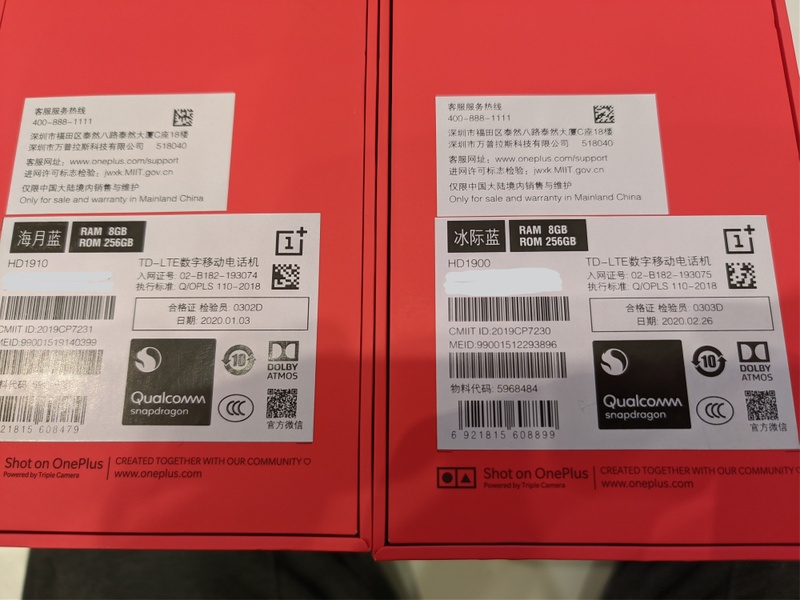 客服服务热线
400-888-1111
深圳市福田区泰然八路泰然大厦C座18楼
深圳市万普拉斯科技有限公司 518040
客服网址: www.oneplus.com/support
进网许可标志检验: jwxk.MIIT.gov.cn
仅限中国大陆境内销售与维护
Only for sale and warranty in Mainland China
海月蓝
RAM 8GB
ROM 256GB
HD1910
TD-LTE数字移动电话机
入网证号: 02-B182-193074
执行标准: Q/OPLS 110-2018
合格证 检验员: 0302D
日期: 2020.01.03
CMIIT ID:2019CP7231
MEID:99001519140399
料代码:
21815 608479
Qualcomm
snapdragon
10
DOLBY
ATMOS
CCC
官方微信
Shot on OnePlus
Powered by Triple Camera
CREATED TOGETHER WITH OUR COMMUNITY
www.oneplus.com
客服服务热线
400-888-1111
深圳市福田区泰然八路泰然大厦C座18楼
深圳市万普拉斯科技有限公司 518040
客服网址: www.oneplus.com/support
进网许可标志检验: jwxk.MIIT.gov.cn
仅限中国大陆境内销售与维护
Only for sale and warranty in Mainland China
冰际蓝
RAM 8GB
ROM 256GB
HD1900
TD-LTE数字移动电话机
入网证号: 02-B182-193075
执行标准: Q/OPLS 110-2018
合格证 检验员: 0303D
日期: 2020.02.26
CMIIT ID:2019CP7230
MEID:99001512293896
物料代码: 5968484
6 921815 608899
Qualcomm
snapdragon
10
DOLBY
ATMOS
CCC
官方微信
Shot on OnePlus
Powered by Triple Camera
CREATED TOGETHER WITH OUR COMMUNITY
www.oneplus.com